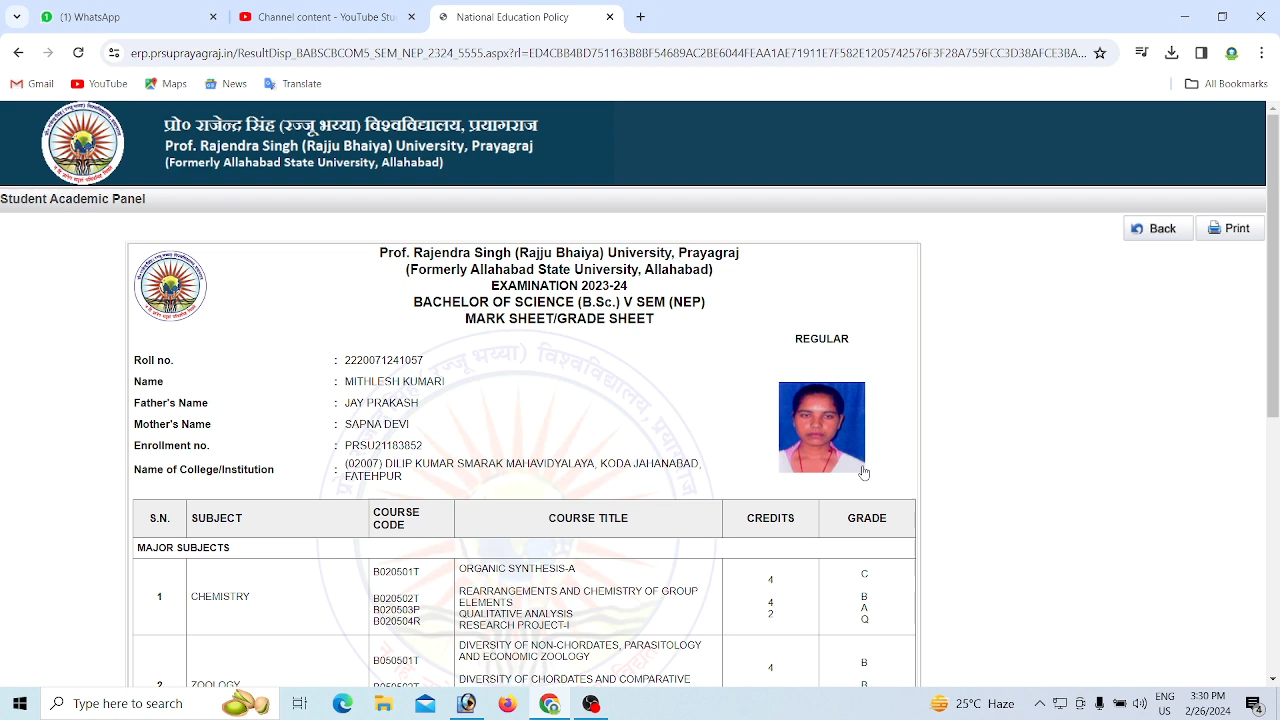 (1) WhatsApp
Channel content - YouTube Stu
National Education Policy
erp.prsuprayagraj.in/ResultDisp_BABSCBCOM5_SEM_NEP_2324_5555.aspx?I=ED4CBB4BD751163B8BF54689AC2BE6044FEAA1AE71911E7F582E1205742576F3F28A759FCC3D38AFCE3BA...
Gmail YouTube Maps News Translate All Bookmarks
प्रो० राजेन्द्र सिंह (रज्जू भय्या) विश्वविद्यालय, प्रयागराज
Prof. Rajendra Singh (Rajju Bhaiya) University, Prayagraj
(Formerly Allahabad State University, Allahabad)
Student Academic Panel
Back Print
Prof. Rajendra Singh (Rajju Bhaiya) University, Prayagraj
(Formerly Allahabad State University, Allahabad)
EXAMINATION 2023-24
BACHELOR OF SCIENCE (B.Sc.) V SEM (NEP)
MARK SHEET/GRADE SHEET
REGULAR
Roll no. : 2220071241057
Name : MITHLESH KUMARI
Father's Name : JAY PRAKASH
Mother's Name : SAPNA DEVI
Enrollment no. : PRSU21183852
Name of College/Institution : (02007) DILIP KUMAR SMARAK MAHAVIDYALAYA, KODA JAHANABAD,
FATEHPUR
S.N. SUBJECT COURSE CODE COURSE TITLE CREDITS GRADE
MAJOR SUBJECTS
1 CHEMISTRY
B020501T ORGANIC SYNTHESIS-A 4 C
B020502T REARRANGEMENTS AND CHEMISTRY OF GROUP
ELEMENTS 4 B
B020503P QUALITATIVE ANALYSIS 2 A
B020504R RESEARCH PROJECT-I Q
2 ZOOLOGY
B050501T DIVERSITY OF NON-CHORDATES, PARASITOLOGY
AND ECONOMIC ZOOLOGY 4 B
DIVERSITY OF CHORDATES AND COMPARATIVE B
Type here to search
25°C Haze
ENG
US
3:30 PM
2/26/2024
4